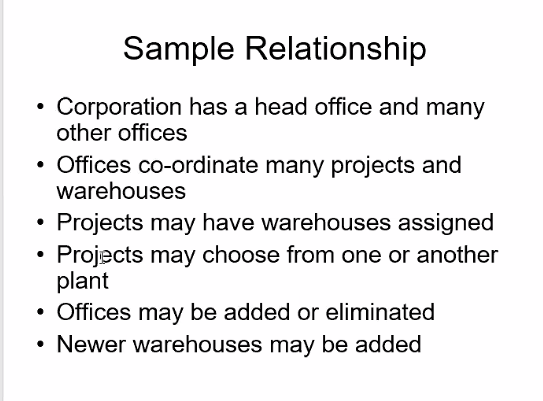 Sample Relationship
• Corporation has a head office and many
other offices
• Offices co-ordinate many projects and
warehouses
• Projects may have warehouses assigned
• Projects may choose from one or another
plant
• Offices may be added or eliminated
• Newer warehouses may be added